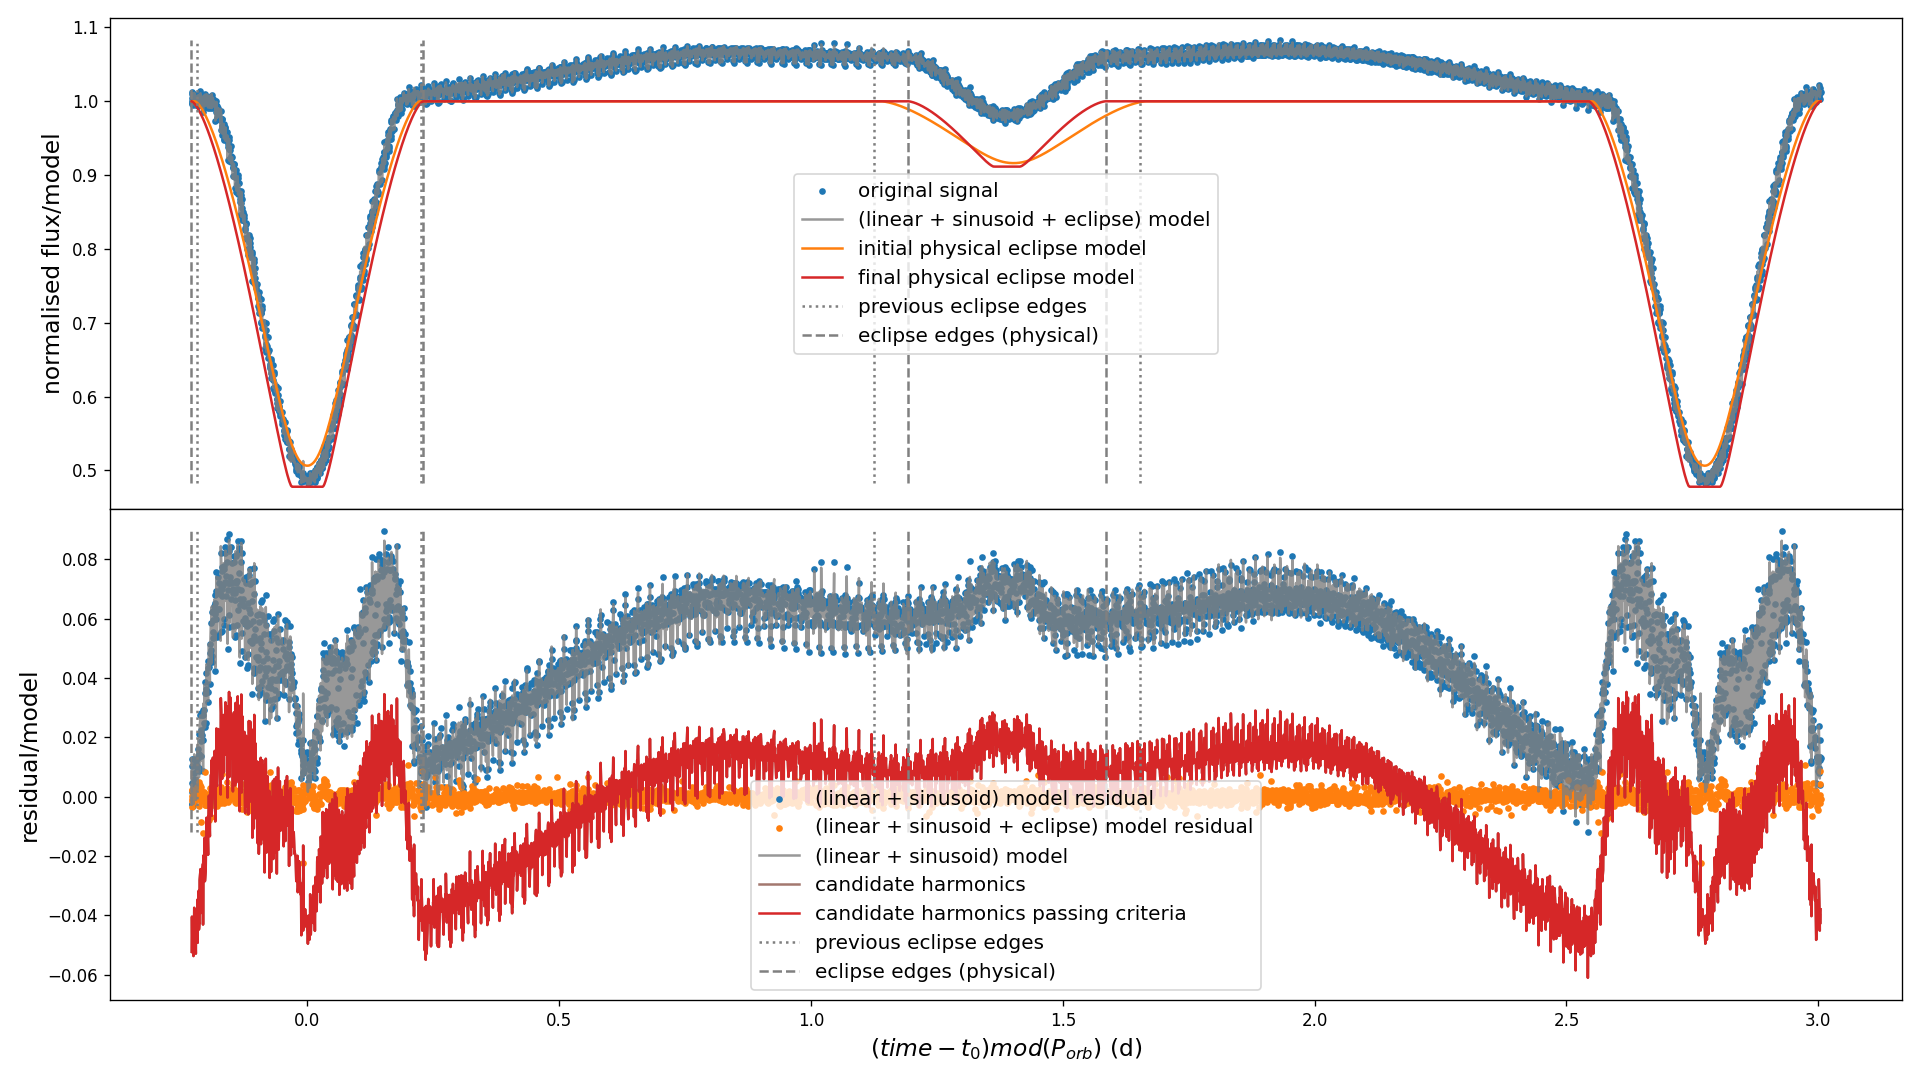 1.1
1.0
0.9
0.8
0.7
0.6
0.5
normalised flux/model
original signal
(linear + sinusoid + eclipse) model
initial physical eclipse model
final physical eclipse model
previous eclipse edges
eclipse edges (physical)
0.08
0.06
0.04
0.02
0.00
−0.02
−0.04
−0.06
residual/model
(linear + sinusoid) model residual
(linear + sinusoid + eclipse) model residual
(linear + sinusoid) model
candidate harmonics
candidate harmonics passing criteria
previous eclipse edges
eclipse edges (physical)
0.0 0.5 1.0 1.5 2.0 2.5 3.0
(time − t₀)mod(P_orb) (d)